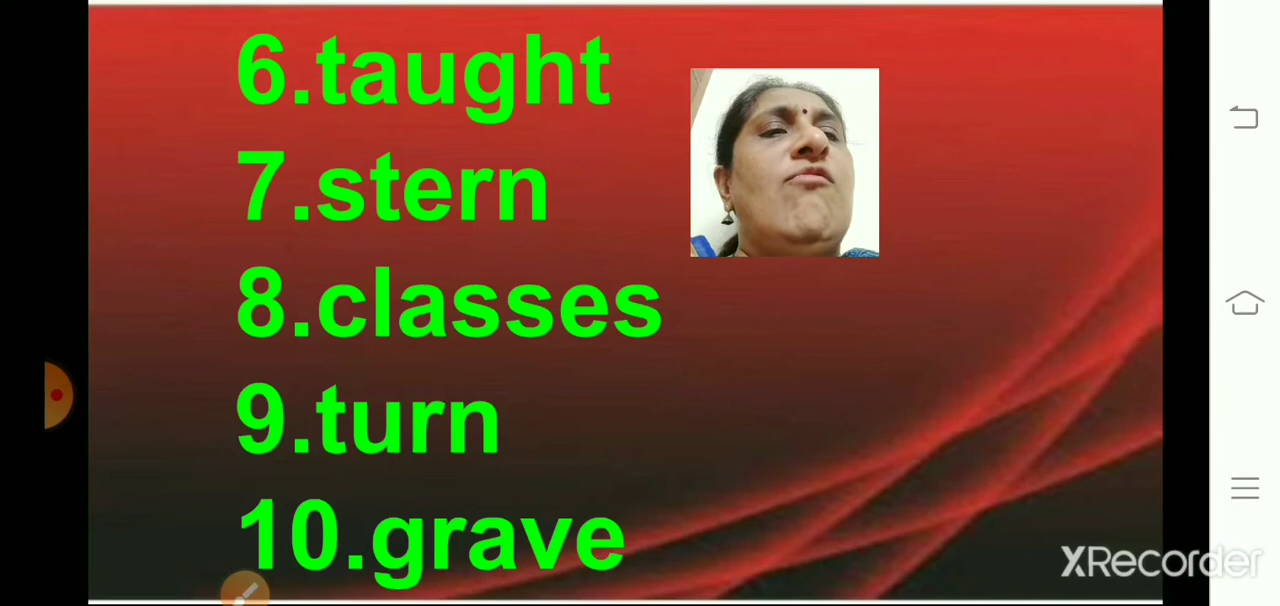 6.taught
7.stern
8.classes
9.turn
10.grave
XRecorder